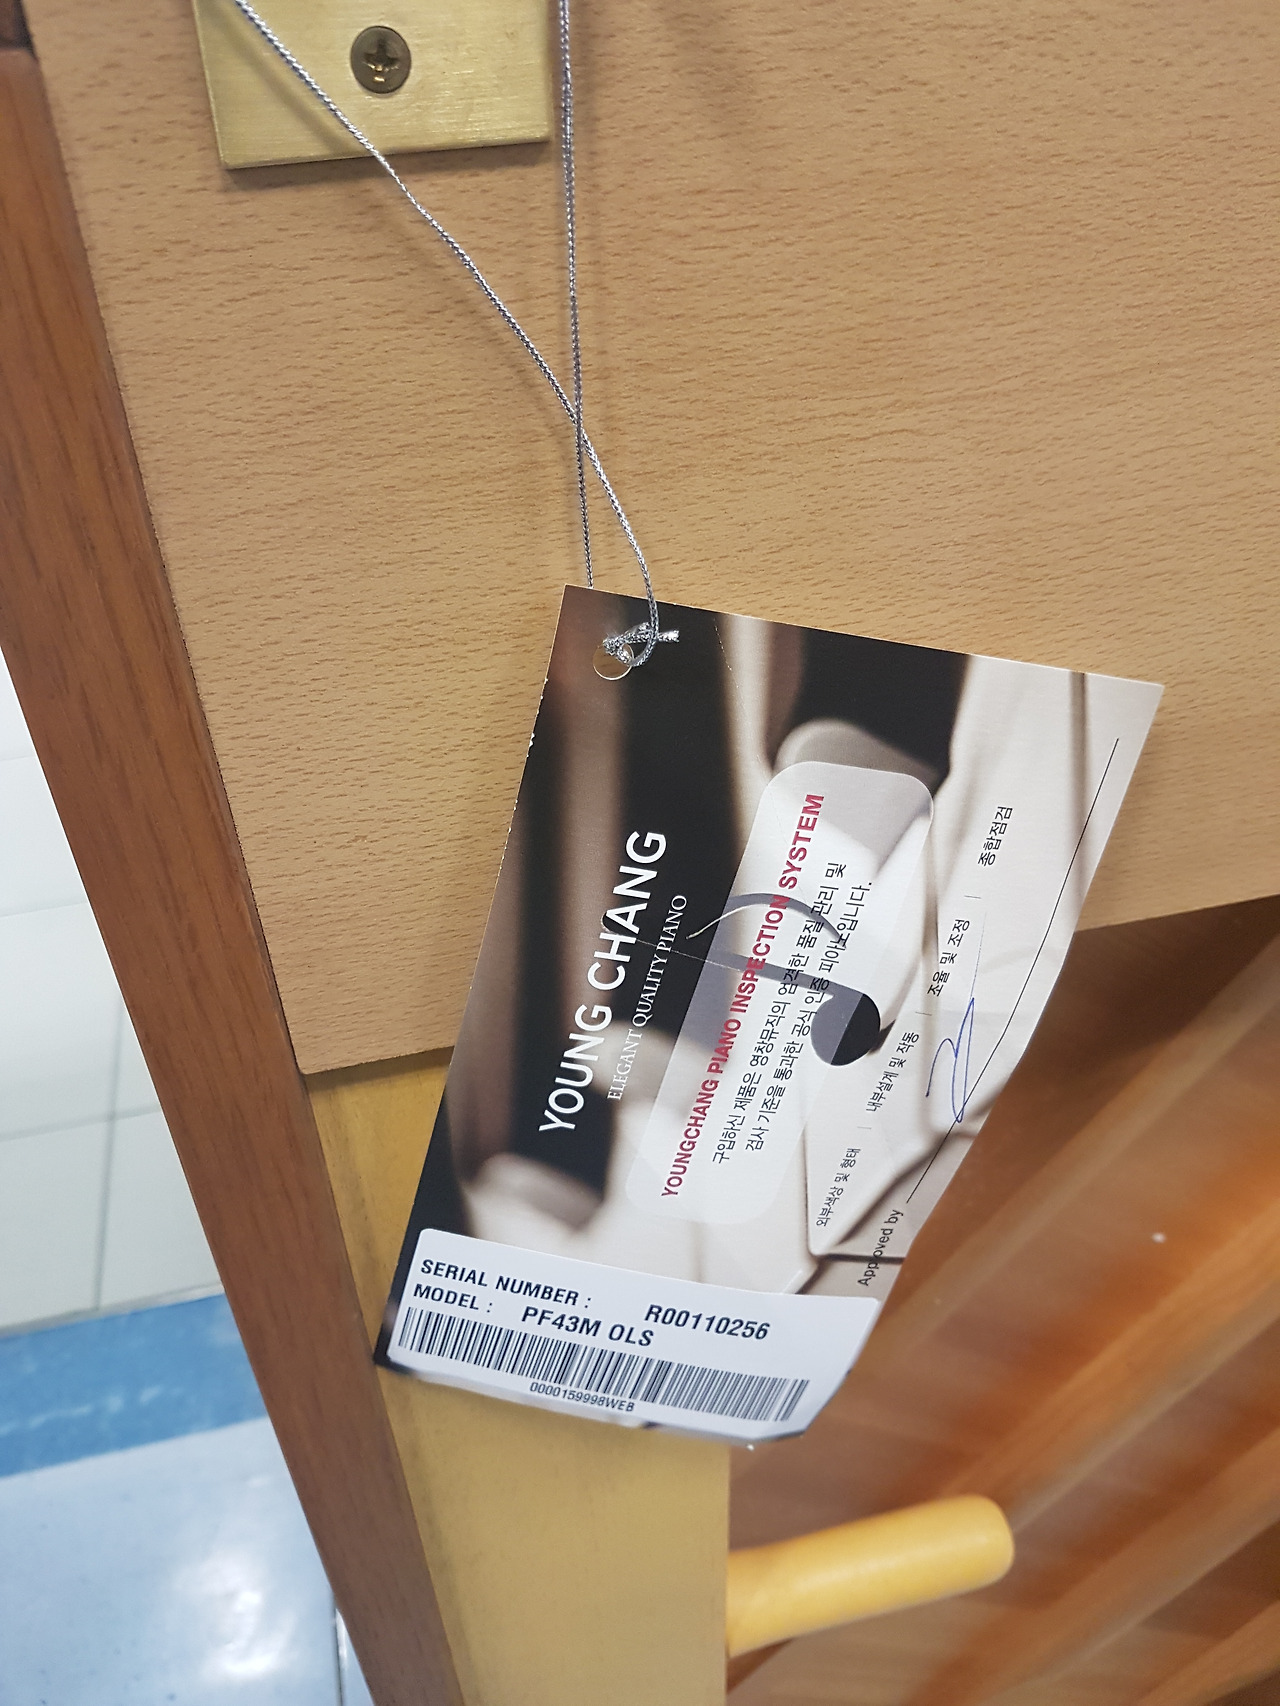 YOUNG CHANG
ELEGANT QUALITY PIANO
YOUNGCHANG PIANO INSPECTION SYSTEM
구입하신 제품은 영창뮤직의 엄격한 품질 관리 및
검사 기준을 통과한 공식 인증 피아노입니다.
외부색상 및 형태 | 내부설계 및 작동 | 조율 및 조정 | 종합점검
Approved by
SERIAL NUMBER : R00110256
MODEL : PF43M OLS
0000159998WEB